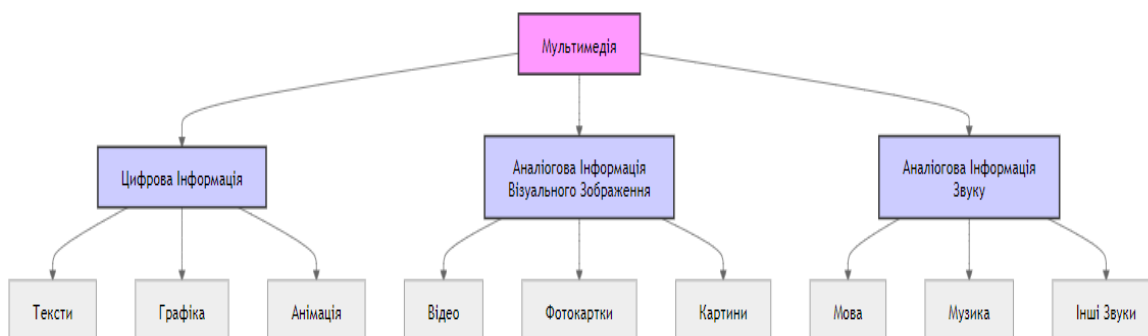 Мультимедія
Цифрова Інформація
Аналіогова Інформація
Візуального Зображення
Аналіогова Інформація
Звуку
Тексти
Графіка
Анімація
Відео
Фотокартки
Картини
Мова
Музика
Інші Звуки